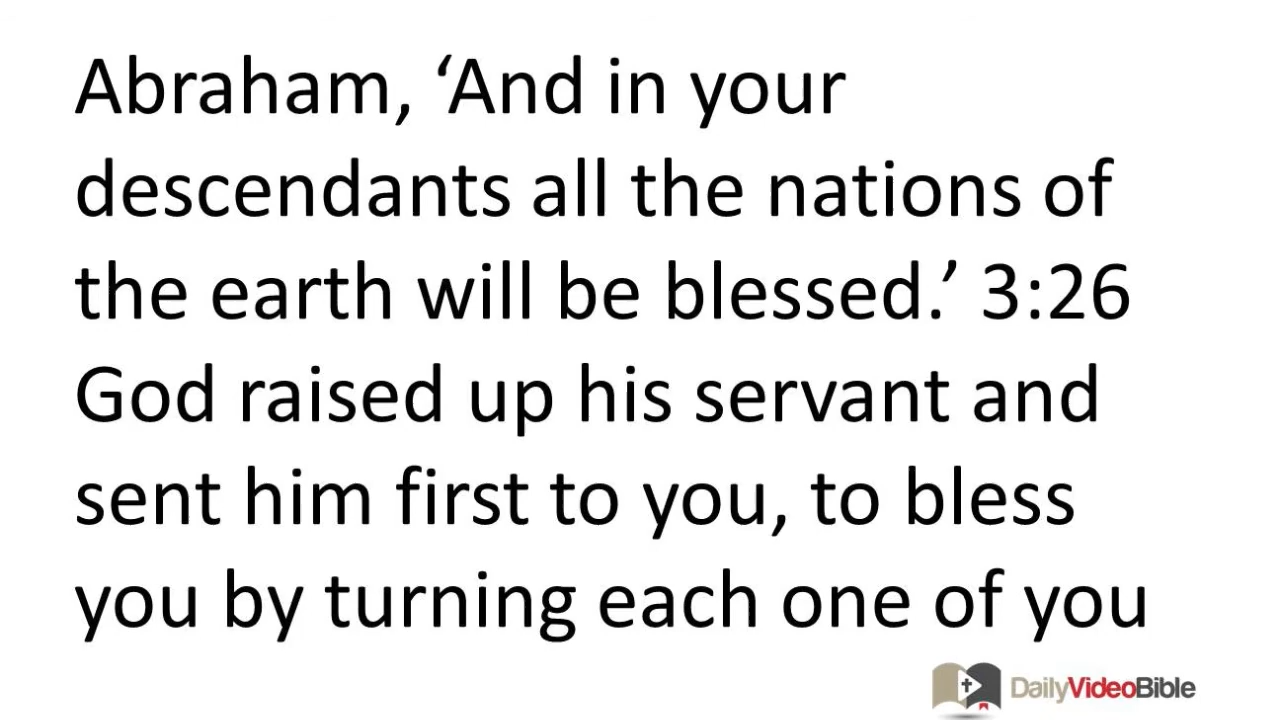 Abraham, ‘And in your
descendants all the nations of
the earth will be blessed.’ 3:26
God raised up his servant and
sent him first to you, to bless
you by turning each one of you
DailyVideoBible